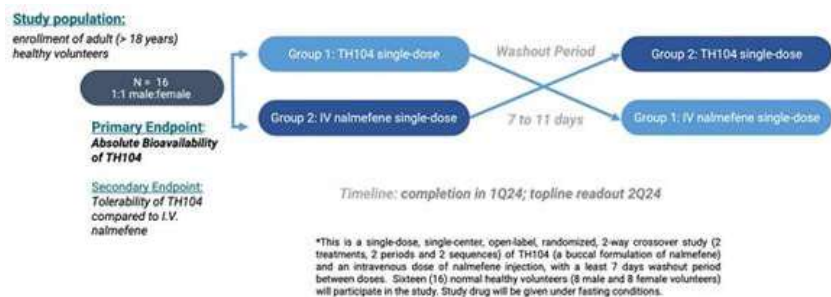 Study population:
enrollment of adult (> 18 years)
healthy volunteers
N = 16
1:1 male:female
Primary Endpoint:
Absolute Bioavailability
of TH104
Secondary Endpoint:
Tolerability of TH104
compared to I.V.
nalmefene
Group 1: TH104 single-dose
Washout Period
Group 2: TH104 single-dose
Group 2: IV nalmefene single-dose
7 to 11 days
Group 1: IV nalmefene single-dose
Timeline: completion in 1Q24; topline readout 2Q24
*This is a single-dose, single-center, open-label, randomized, 2-way crossover study (2
treatments, 2 periods and 2 sequences) of TH104 (a buccal formulation of nalmefene)
and an intravenous dose of nalmefene injection, with a least 7 days washout period
between doses. Sixteen (16) normal healthy volunteers (8 male and 8 female volunteers)
will participate in the study. Study drug will be given under fasting conditions.